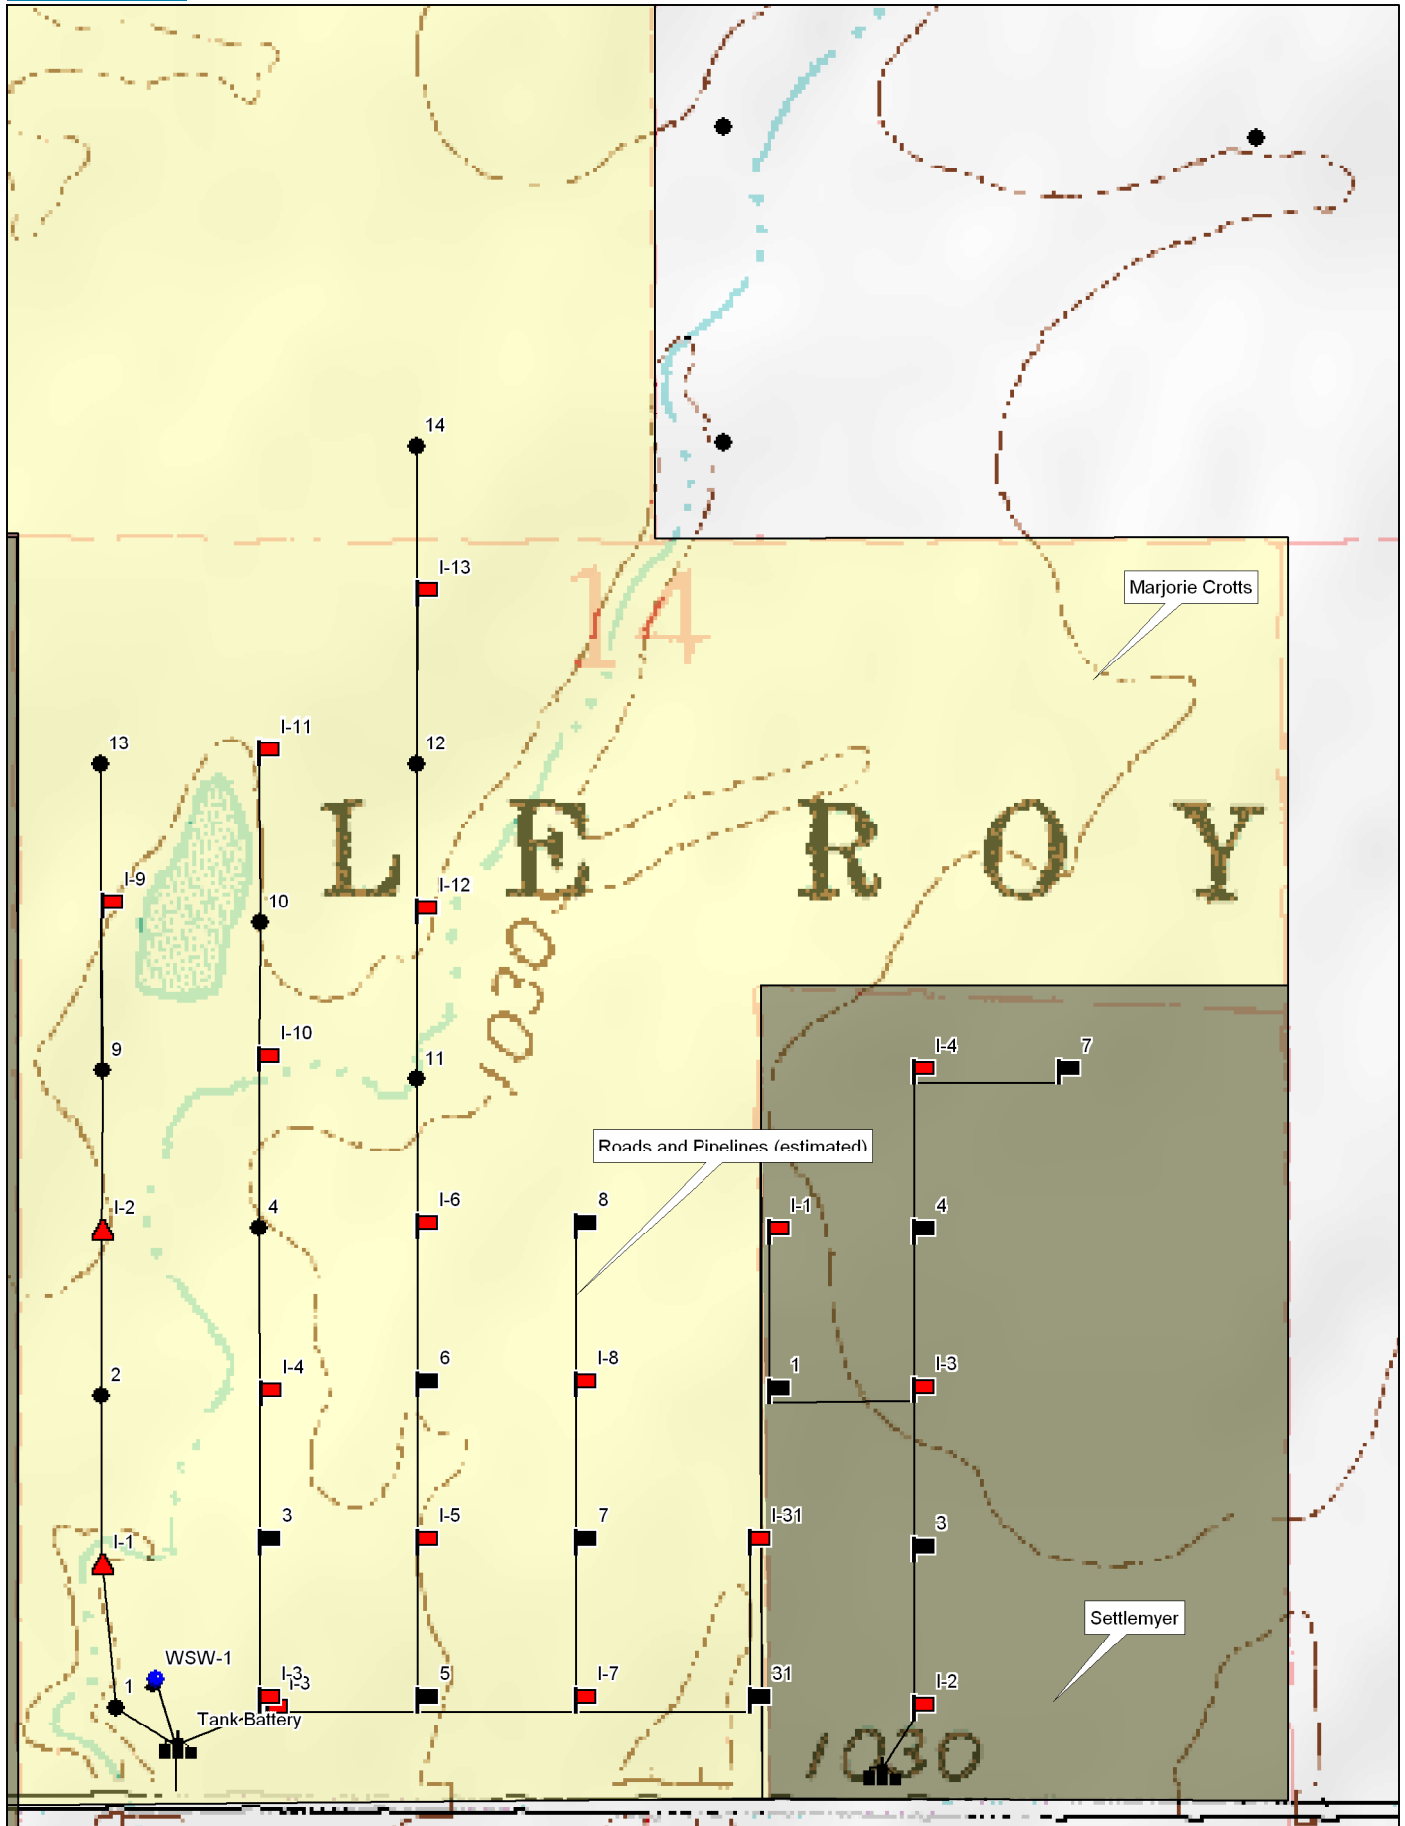 14
I-13
14
Marjorie Crotts
I-11
13
12
L E R O Y
I-9
I-12
10
1030
I-10
9
11
I-4
7
Roads and Pipelines (estimated)
I-2
4
I-6
8
I-1
4
2
I-4
6
I-8
1
I-3
I-1
3
I-5
7
I-31
3
Settlemyer
WSW-1
1
I-3
I-3
5
I-7
31
I-2
Tank Battery
1030